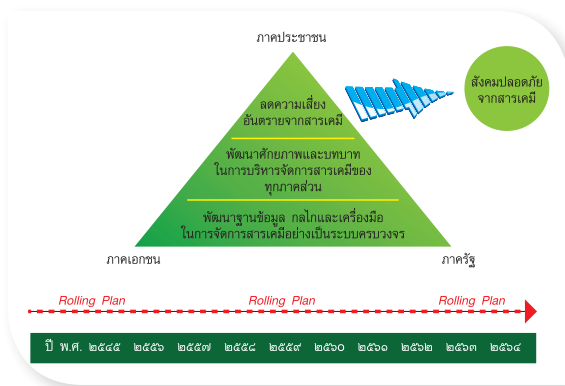 ภาคประชาชน
สังคมปลอดภัย
จากสารเคมี
ลดความเสี่ยง
อันตรายจากสารเคมี
พัฒนาศักยภาพและบทบาท
ในการบริหารจัดการสารเคมีของ
ทุกภาคส่วน
พัฒนาฐานข้อมูล กลไกและเครื่องมือ
ในการจัดการสารเคมีอย่างเป็นระบบครบวงจร
ภาคเอกชน ภาครัฐ
Rolling Plan Rolling Plan Rolling Plan
ปี พ.ศ. ๒๕๔๕ ๒๕๕๖ ๒๕๕๗ ๒๕๕๘ ๒๕๕๙ ๒๕๖๐ ๒๕๖๑ ๒๕๖๒ ๒๕๖๓ ๒๕๖๔